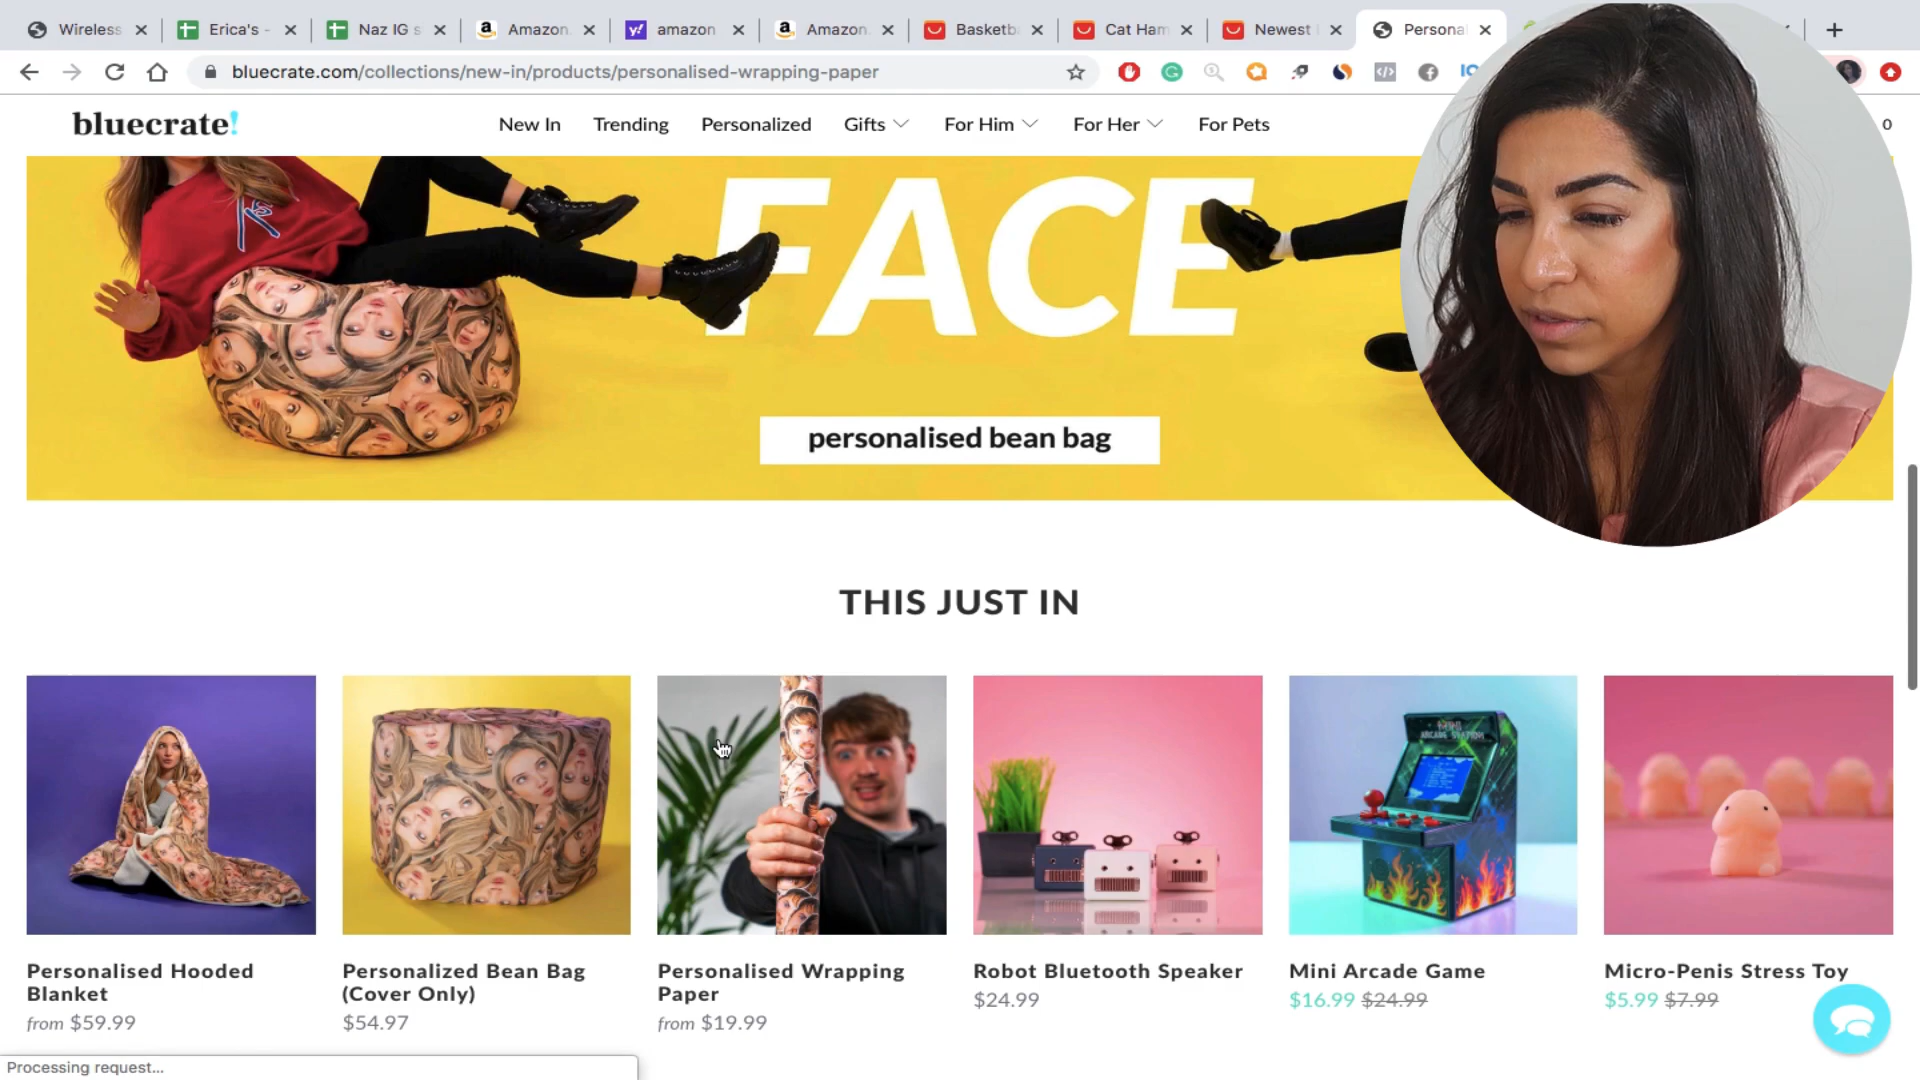 Wireless
Erica's -
Naz IG s
Amazon.
amazon
Amazon.
Basketb
Cat Ham
Newest
Personal
bluecrate.com/collections/new-in/products/personalised-wrapping-paper
bluecrate!
New In
Trending
Personalized
Gifts
For Him
For Her
For Pets
0
FACE
personalised bean bag
THIS JUST IN
Personalised Hooded
Blanket
from $59.99
Personalized Bean Bag
(Cover Only)
$54.97
Personalised Wrapping
Paper
from $19.99
Robot Bluetooth Speaker
$24.99
Mini Arcade Game
$16.99 $24.99
Micro-Penis Stress Toy
$5.99 $7.99
Processing request...